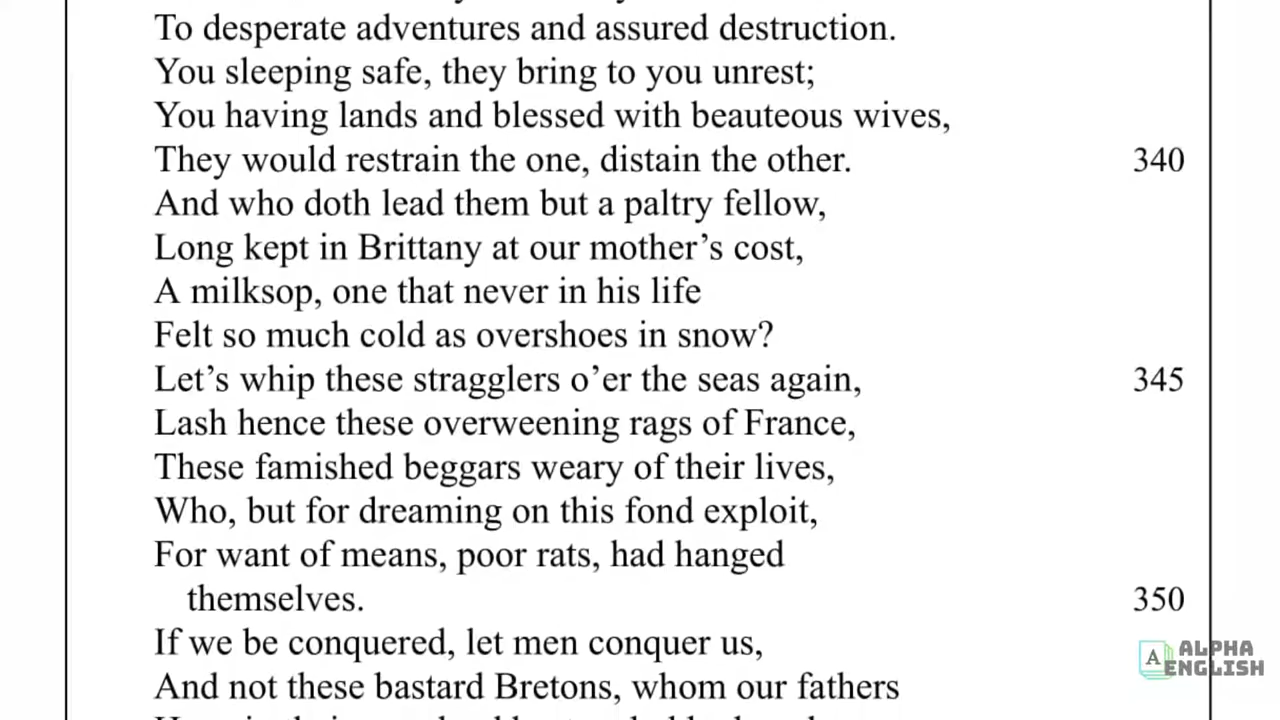 To desperate adventures and assured destruction.
You sleeping safe, they bring to you unrest;
You having lands and blessed with beauteous wives,
They would restrain the one, distain the other. 340
And who doth lead them but a paltry fellow,
Long kept in Brittany at our mother’s cost,
A milksop, one that never in his life
Felt so much cold as overshoes in snow?
Let’s whip these stragglers o’er the seas again, 345
Lash hence these overweening rags of France,
These famished beggars weary of their lives,
Who, but for dreaming on this fond exploit,
For want of means, poor rats, had hanged
themselves. 350
If we be conquered, let men conquer us,
And not these bastard Bretons, whom our fathers
A ALPHA
ENGLISH